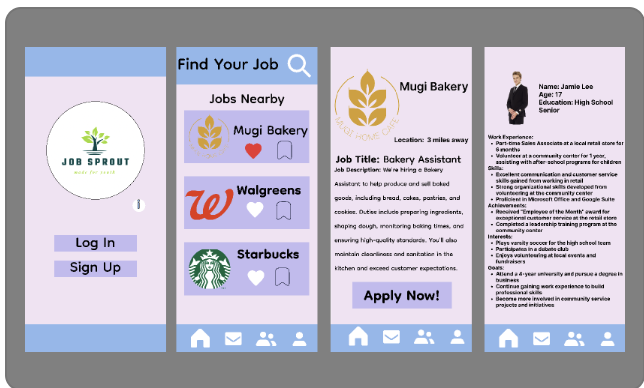 JOB SPROUT
made for youth
Log In
Sign Up
Find Your Job
Jobs Nearby
Mugi Bakery
Walgreens
Starbucks
MUGI HOME CAFE
Mugi Bakery
Location: 3 miles away
Job Title: Bakery Assistant
Job Description: We're Hiring a Bakery
Assistant to help produce and sell baked
goods, including bread, cakes, pastries, and
cookies. Duties include preparing ingredients,
shaping dough, monitoring baking times, and
ensuring high-quality standards. You'll also
maintain cleanliness and sanitation in the
kitchen and exceed customer expectations.
Apply Now!
Name: Jamie Lee
Age: 17
Education: High School
Senior
Work Experience:
• Part-time Sales Associate at a local retail store for
6 months
• Volunteer at a community center for 1 year,
assisting with after-school programs for children
Skills:
• Excellent communication and customer service
skills gained from working in retail
• Strong organizational skills developed from
volunteering at the community center
• Proficient in Microsoft Office and Google Suite
Achievements:
• Received "Employee of the Month" award for
exceptional customer service at the retail store
• Completed a leadership training program at the
community center
Interests:
• Plays varsity soccer for the high school team
• Participates in a debate club
• Enjoys volunteering at local events and
fundraisers
Goals:
• Attend a 4-year university and pursue a degree in
business
• Continue gaining work experience to build
professional skills
• Become more involved in community service
projects and initiatives